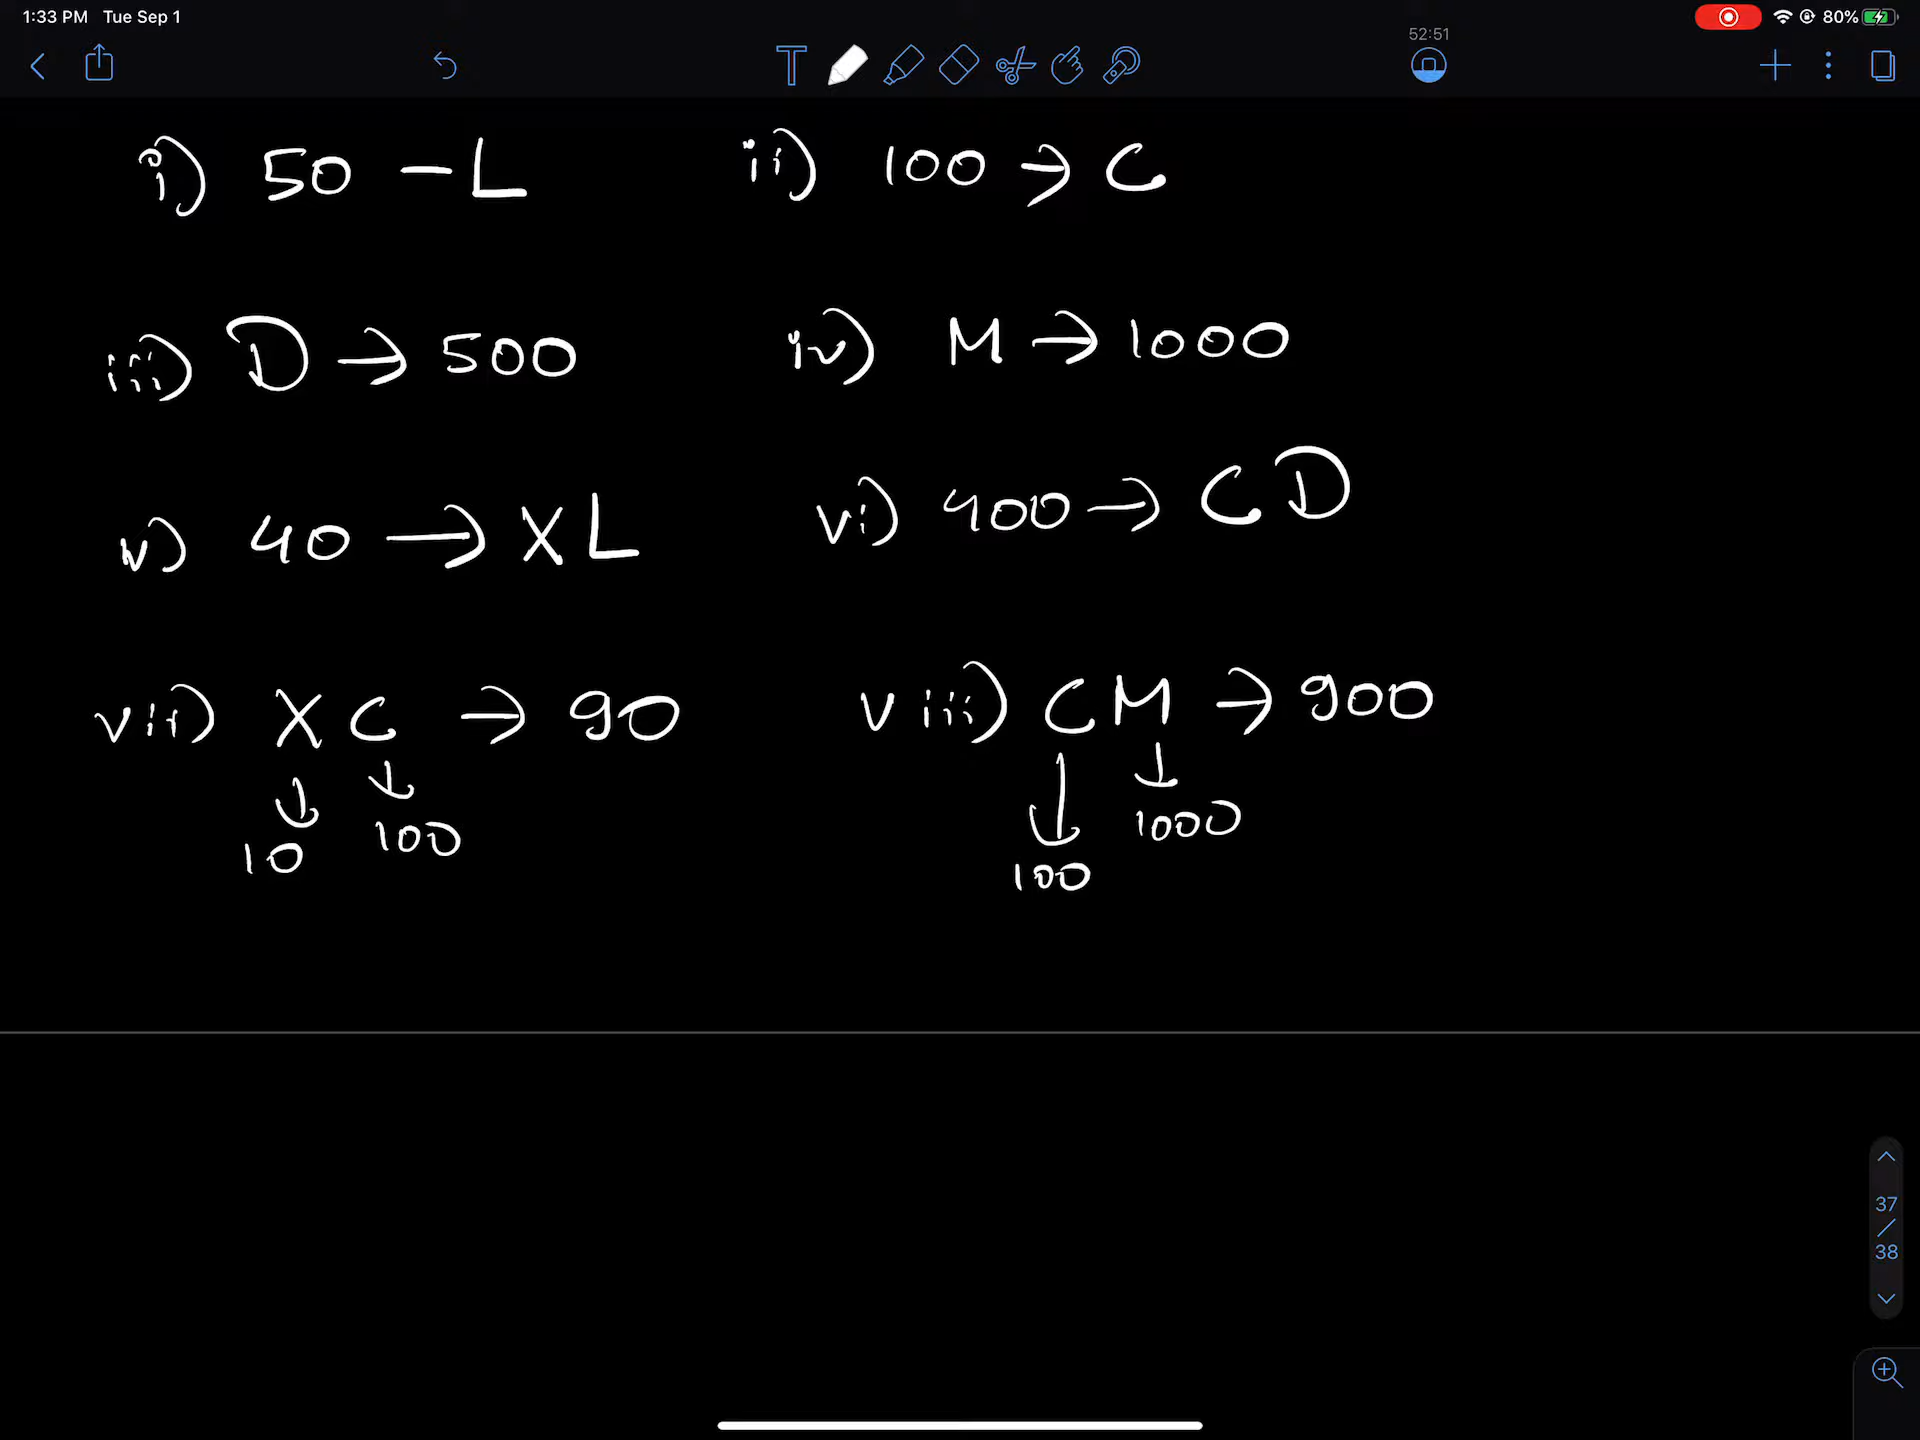 1:33 PM Tue Sep 1
80%
52:51
i) 50 - L
ii) 100 → C
iii) D → 500
iv) M → 1000
v) 40 → XL
vi) 400 → CD
vii) XC → 90
viii) CM → 900
10 100
100 1000
37
/
38